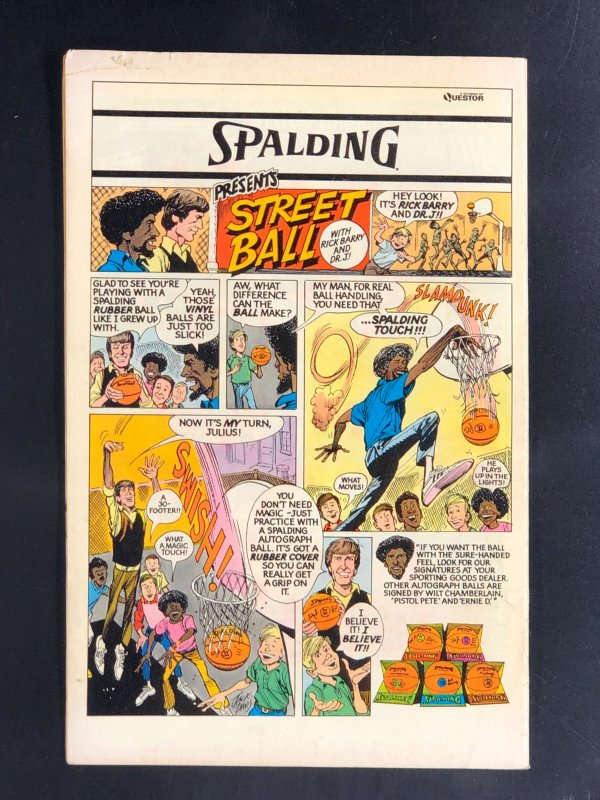 A DIVISION OF
QUESTOR
SPALDING
PRESENTS
STREET
BALL
WITH
RICK BARRY
AND
DR.J!
HEY LOOK!
IT'S RICK BARRY
AND DR.J!!
GLAD TO SEE YOU'RE
PLAYING WITH A
SPALDING
RUBBER BALL
LIKE I GREW UP
WITH.
YEAH,
THOSE
VINYL
BALLS ARE
JUST TOO
SLICK!
AW, WHAT
DIFFERENCE
CAN THE
BALL MAKE?
MY MAN, FOR REAL
BALL HANDLING,
YOU NEED THAT
...SPALDING
TOUCH!!!
SLAMDUNK!
WHAT
MOVES!
HE
PLAYS
UP IN THE
LIGHTS!
NOW IT'S MY TURN,
JULIUS!
A
30-
FOOTER!!
WHAT
A MAGIC
TOUCH!
SWISH!
YOU
DON'T NEED
MAGIC-JUST
PRACTICE WITH
A SPALDING
AUTOGRAPH
BALL. IT'S GOT A
RUBBER COVER
SO YOU CAN
REALLY GET
A GRIP ON
IT.
I
BELIEVE
IT! I
BELIEVE
IT!!
"IF YOU WANT THE BALL
WITH THE SURE-HANDED
FEEL, LOOK FOR OUR
SIGNATURES AT YOUR
SPORTING GOODS DEALER.
OTHER AUTOGRAPH BALLS ARE
SIGNED BY WILT CHAMBERLAIN,
'PISTOL PETE' AND 'ERNIE D.'"
SPALDING